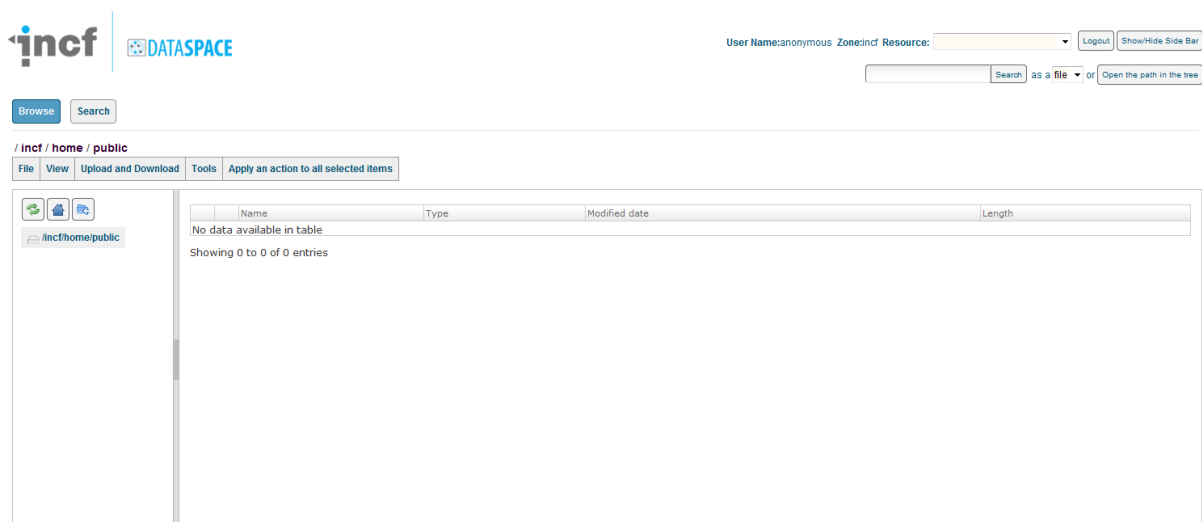 incf
DATASPACE
User Name:anonymous Zone:incf Resource:
Logout
Show/Hide Side Bar
Search as a file or Open the path in the tree
Browse
Search
/ incf / home / public
File View Upload and Download Tools Apply an action to all selected items
/incf/home/public
Name Type Modified date Length
No data available in table
Showing 0 to 0 of 0 entries